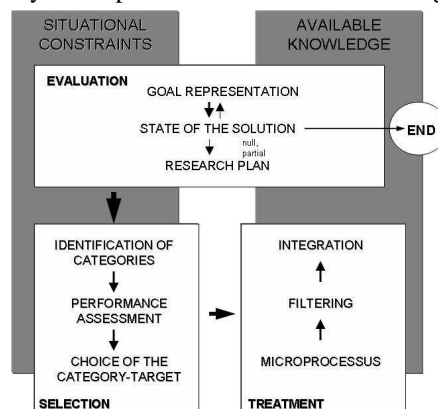 SITUATIONAL
CONSTRAINTS
AVAILABLE
KNOWLEDGE
EVALUATION
GOAL REPRESENTATION
STATE OF THE SOLUTION
END
null,
partial
RESEARCH PLAN
IDENTIFICATION OF
CATEGORIES
PERFORMANCE
ASSESSMENT
CHOICE OF THE
CATEGORY-TARGET
SELECTION
INTEGRATION
FILTERING
MICROPROCESSUS
TREATMENT